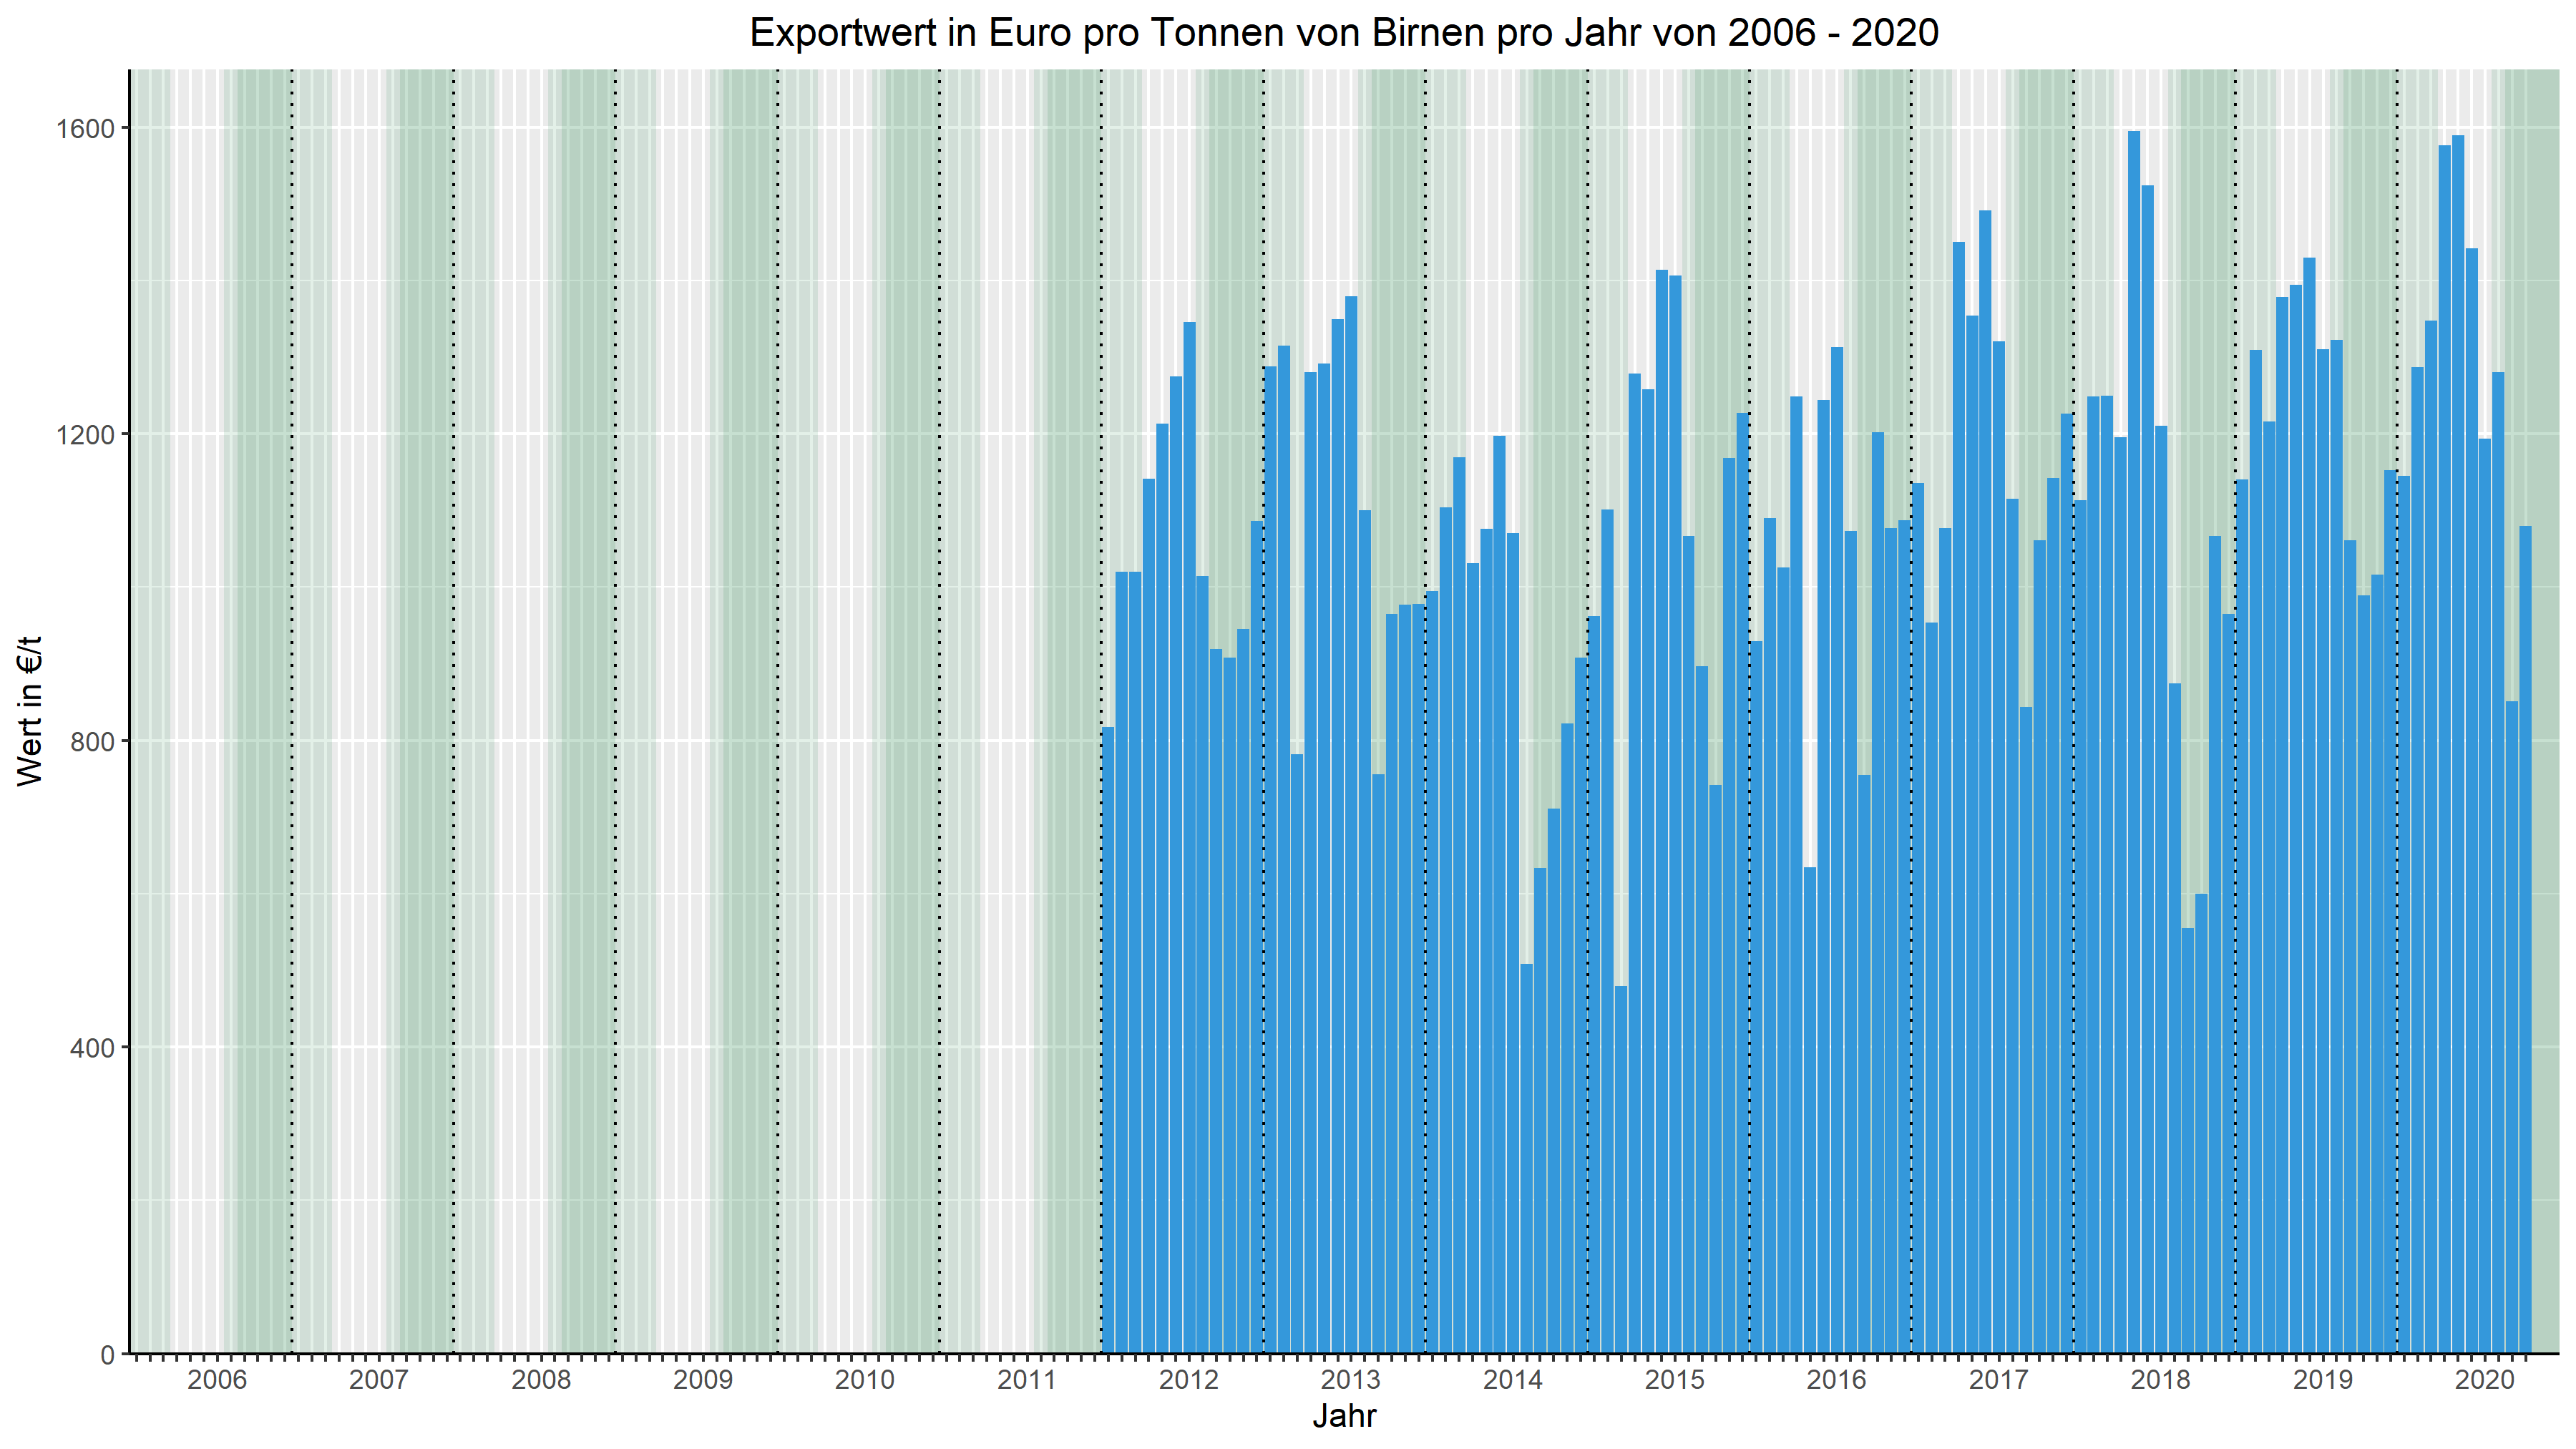 Exportwert in Euro pro Tonnen von Birnen pro Jahr von 2006 - 2020
Wert in €/t
1600
1200
800
400
0
2006 2007 2008 2009 2010 2011 2012 2013 2014 2015 2016 2017 2018 2019 2020
Jahr